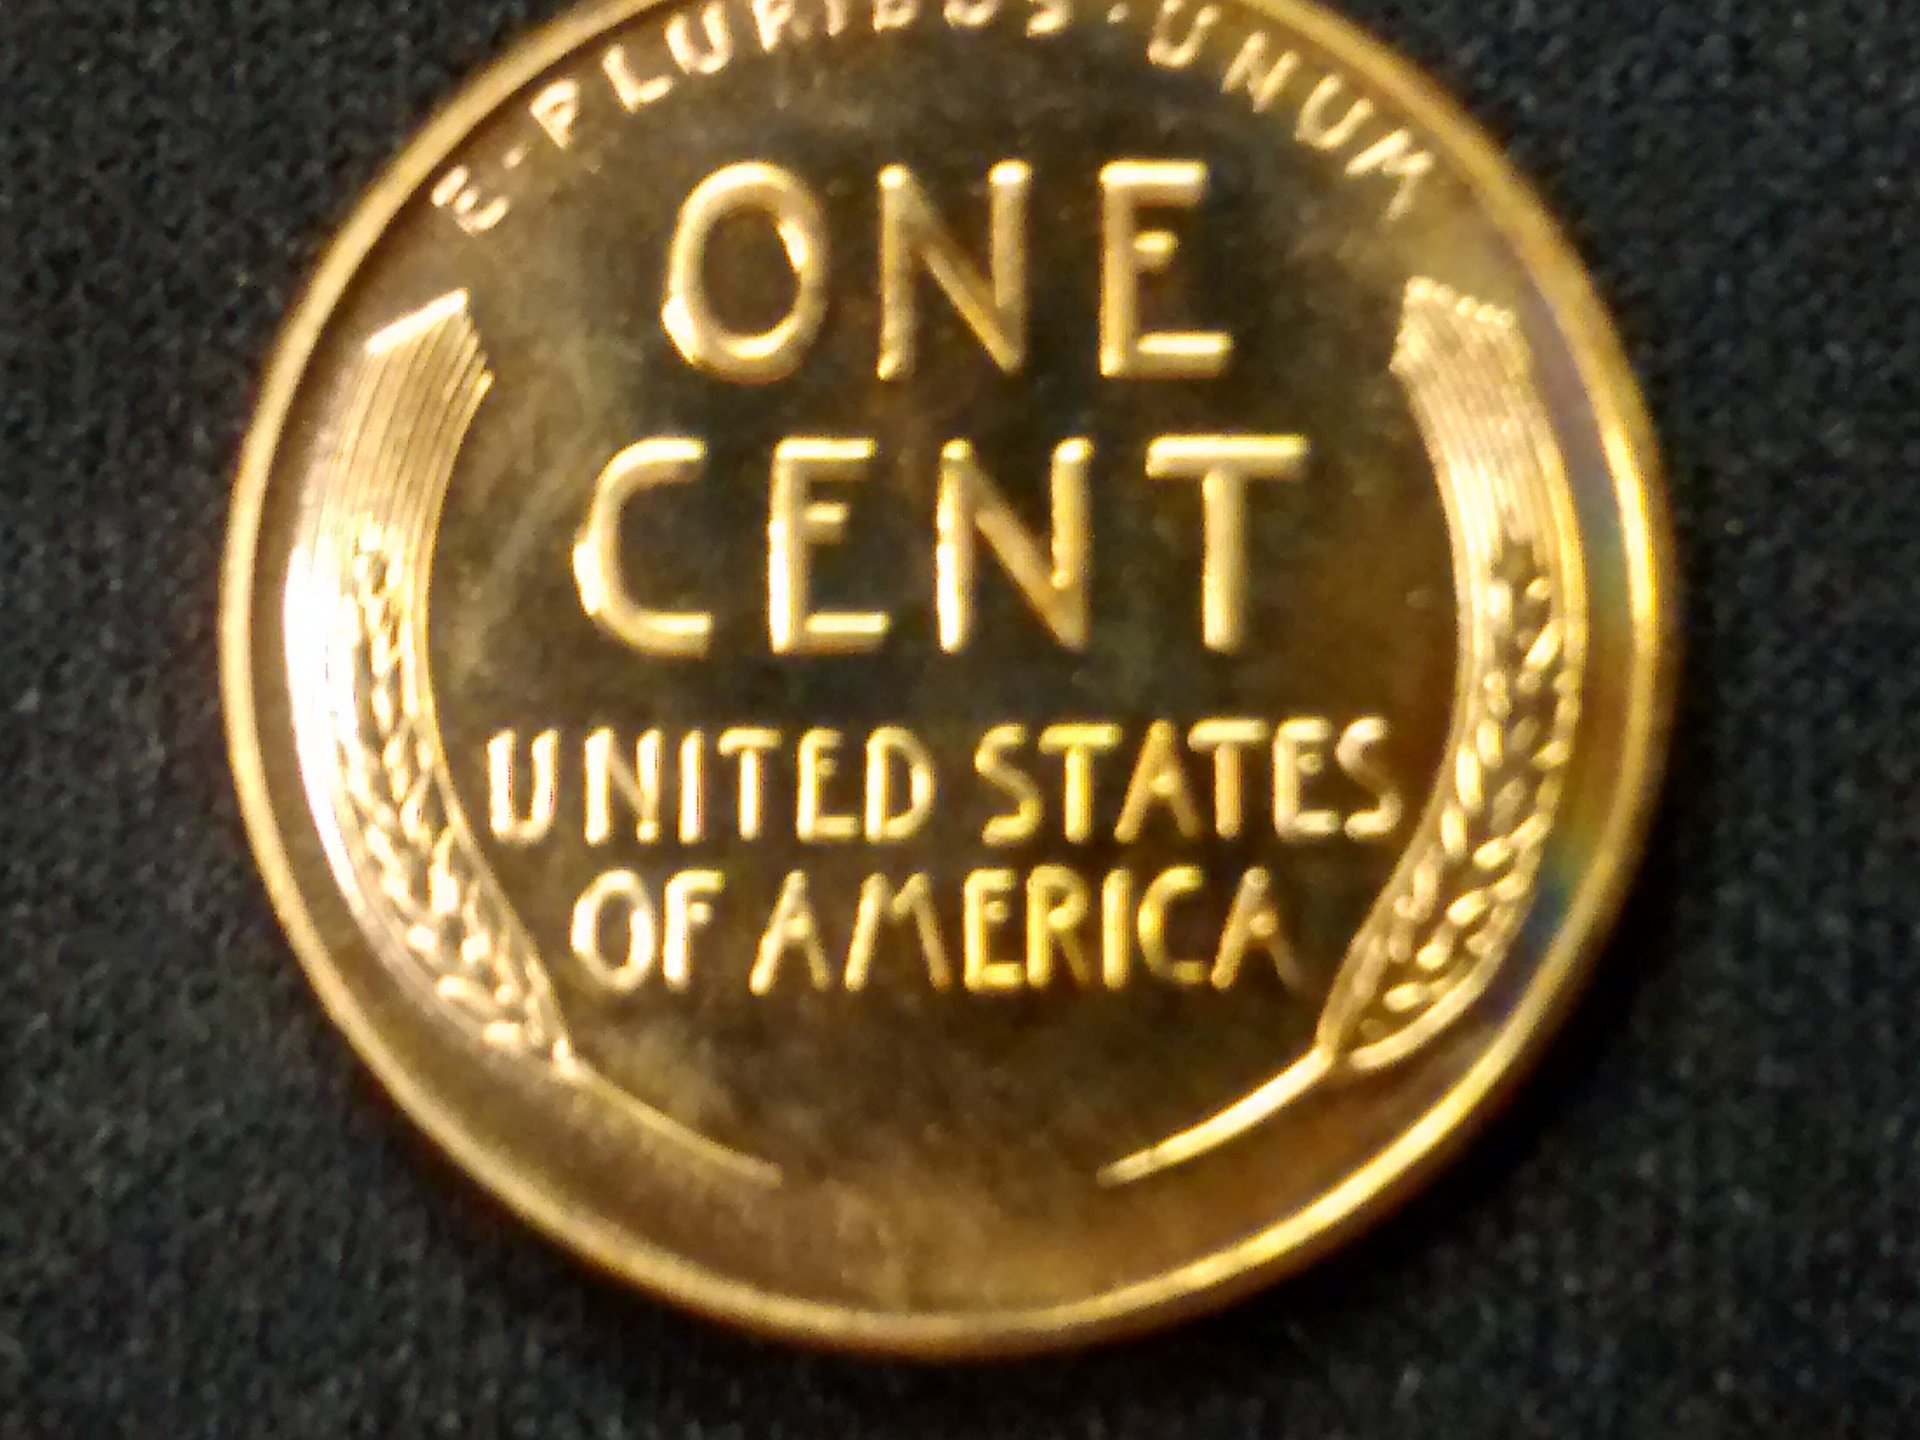 E·PLURIBUS·UNUM
ONE
CENT
UNITED STATES
OF AMERICA